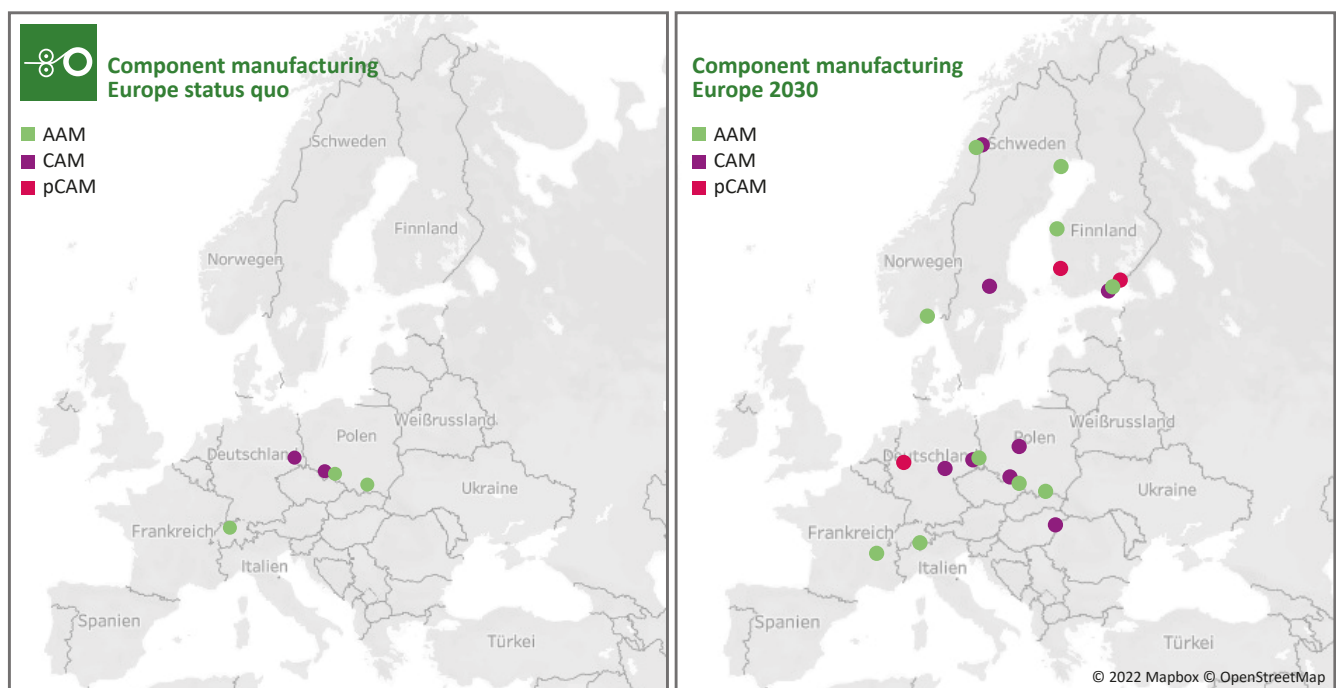 Component manufacturing
Europe status quo
AAM
CAM
pCAM
Schweden
Finnland
Norwegen
Weißrussland
Polen
Deutschland
Ukraine
Frankreich
Italien
Spanien
Türkei
Component manufacturing
Europe 2030
AAM
CAM
pCAM
Schweden
Finnland
Norwegen
Weißrussland
Polen
Deutschland
Ukraine
Frankreich
Italien
Spanien
Türkei
© 2022 Mapbox © OpenStreetMap